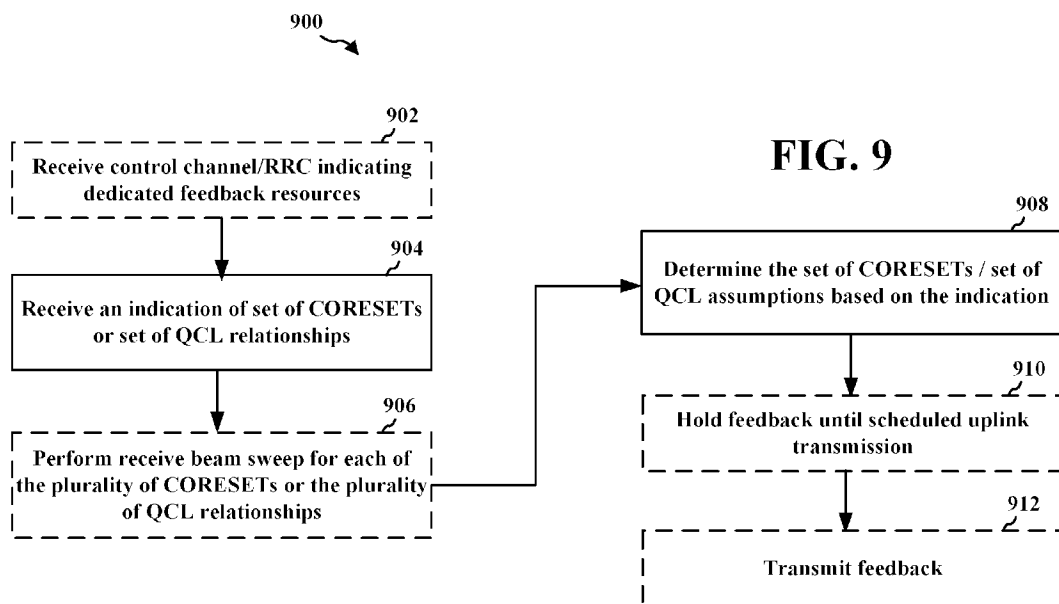 900
902
Receive control channel/RRC indicating
dedicated feedback resources
904
Receive an indication of set of CORESETs
or set of QCL relationships
906
Perform receive beam sweep for each of
the plurality of CORESETs or the plurality
of QCL relationships
FIG. 9
908
Determine the set of CORESETs / set of
QCL assumptions based on the indication
910
Hold feedback until scheduled uplink
transmission
912
Transmit feedback